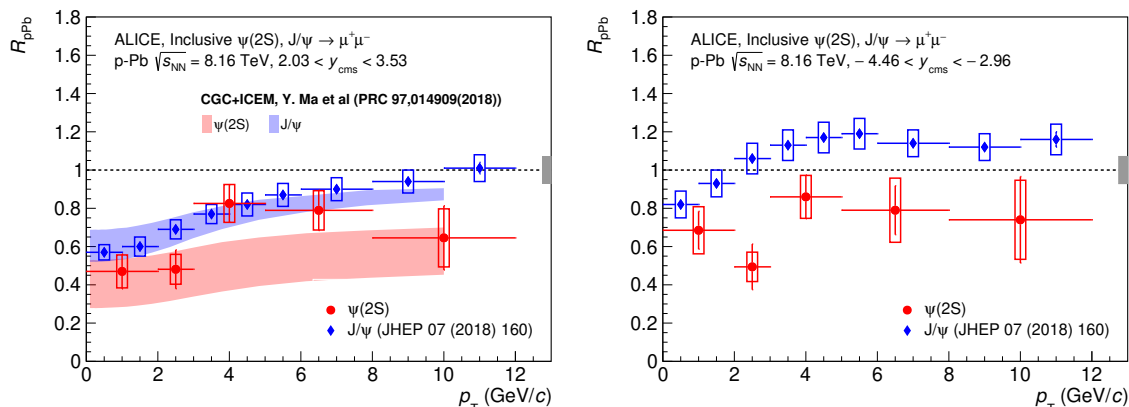 R_pPb
1.8
1.6
1.4
1.2
1
0.8
0.6
0.4
0.2
0
ALICE, Inclusive ψ(2S), J/ψ → μ⁺μ⁻
p-Pb √s_NN = 8.16 TeV, 2.03 < y_cms < 3.53
CGC+ICEM, Y. Ma et al (PRC 97,014909(2018))
ψ(2S) J/ψ
ψ(2S)
J/ψ (JHEP 07 (2018) 160)
0 2 4 6 8 10 12
p_T (GeV/c)
R_pPb
1.8
1.6
1.4
1.2
1
0.8
0.6
0.4
0.2
0
ALICE, Inclusive ψ(2S), J/ψ → μ⁺μ⁻
p-Pb √s_NN = 8.16 TeV, − 4.46 < y_cms < − 2.96
ψ(2S)
J/ψ (JHEP 07 (2018) 160)
0 2 4 6 8 10 12
p_T (GeV/c)